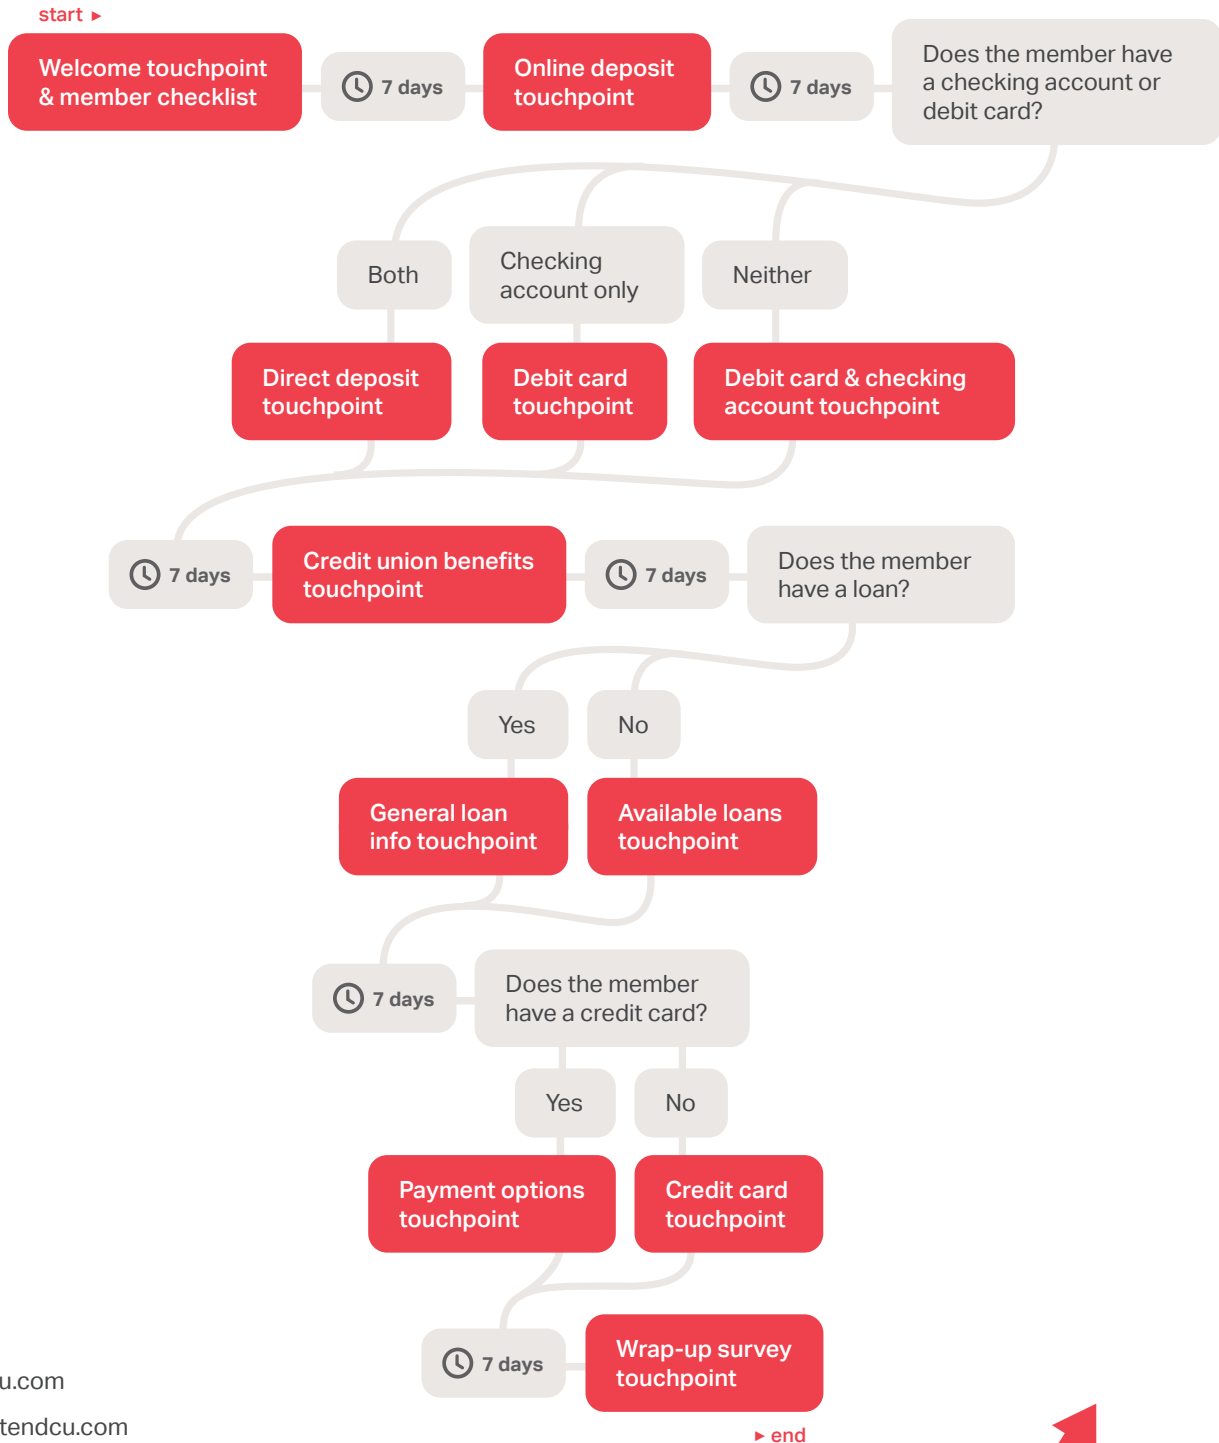 start ▸
Welcome touchpoint
& member checklist
7 days
Online deposit
touchpoint
7 days
Does the member have
a checking account or
debit card?
Both
Checking
account only
Neither
Direct deposit
touchpoint
Debit card
touchpoint
Debit card & checking
account touchpoint
7 days
Credit union benefits
touchpoint
7 days
Does the member
have a loan?
Yes
No
General loan
info touchpoint
Available loans
touchpoint
7 days
Does the member
have a credit card?
Yes
No
Payment options
touchpoint
Credit card
touchpoint
7 days
Wrap-up survey
touchpoint
▸ end
u.com
tendcu.com